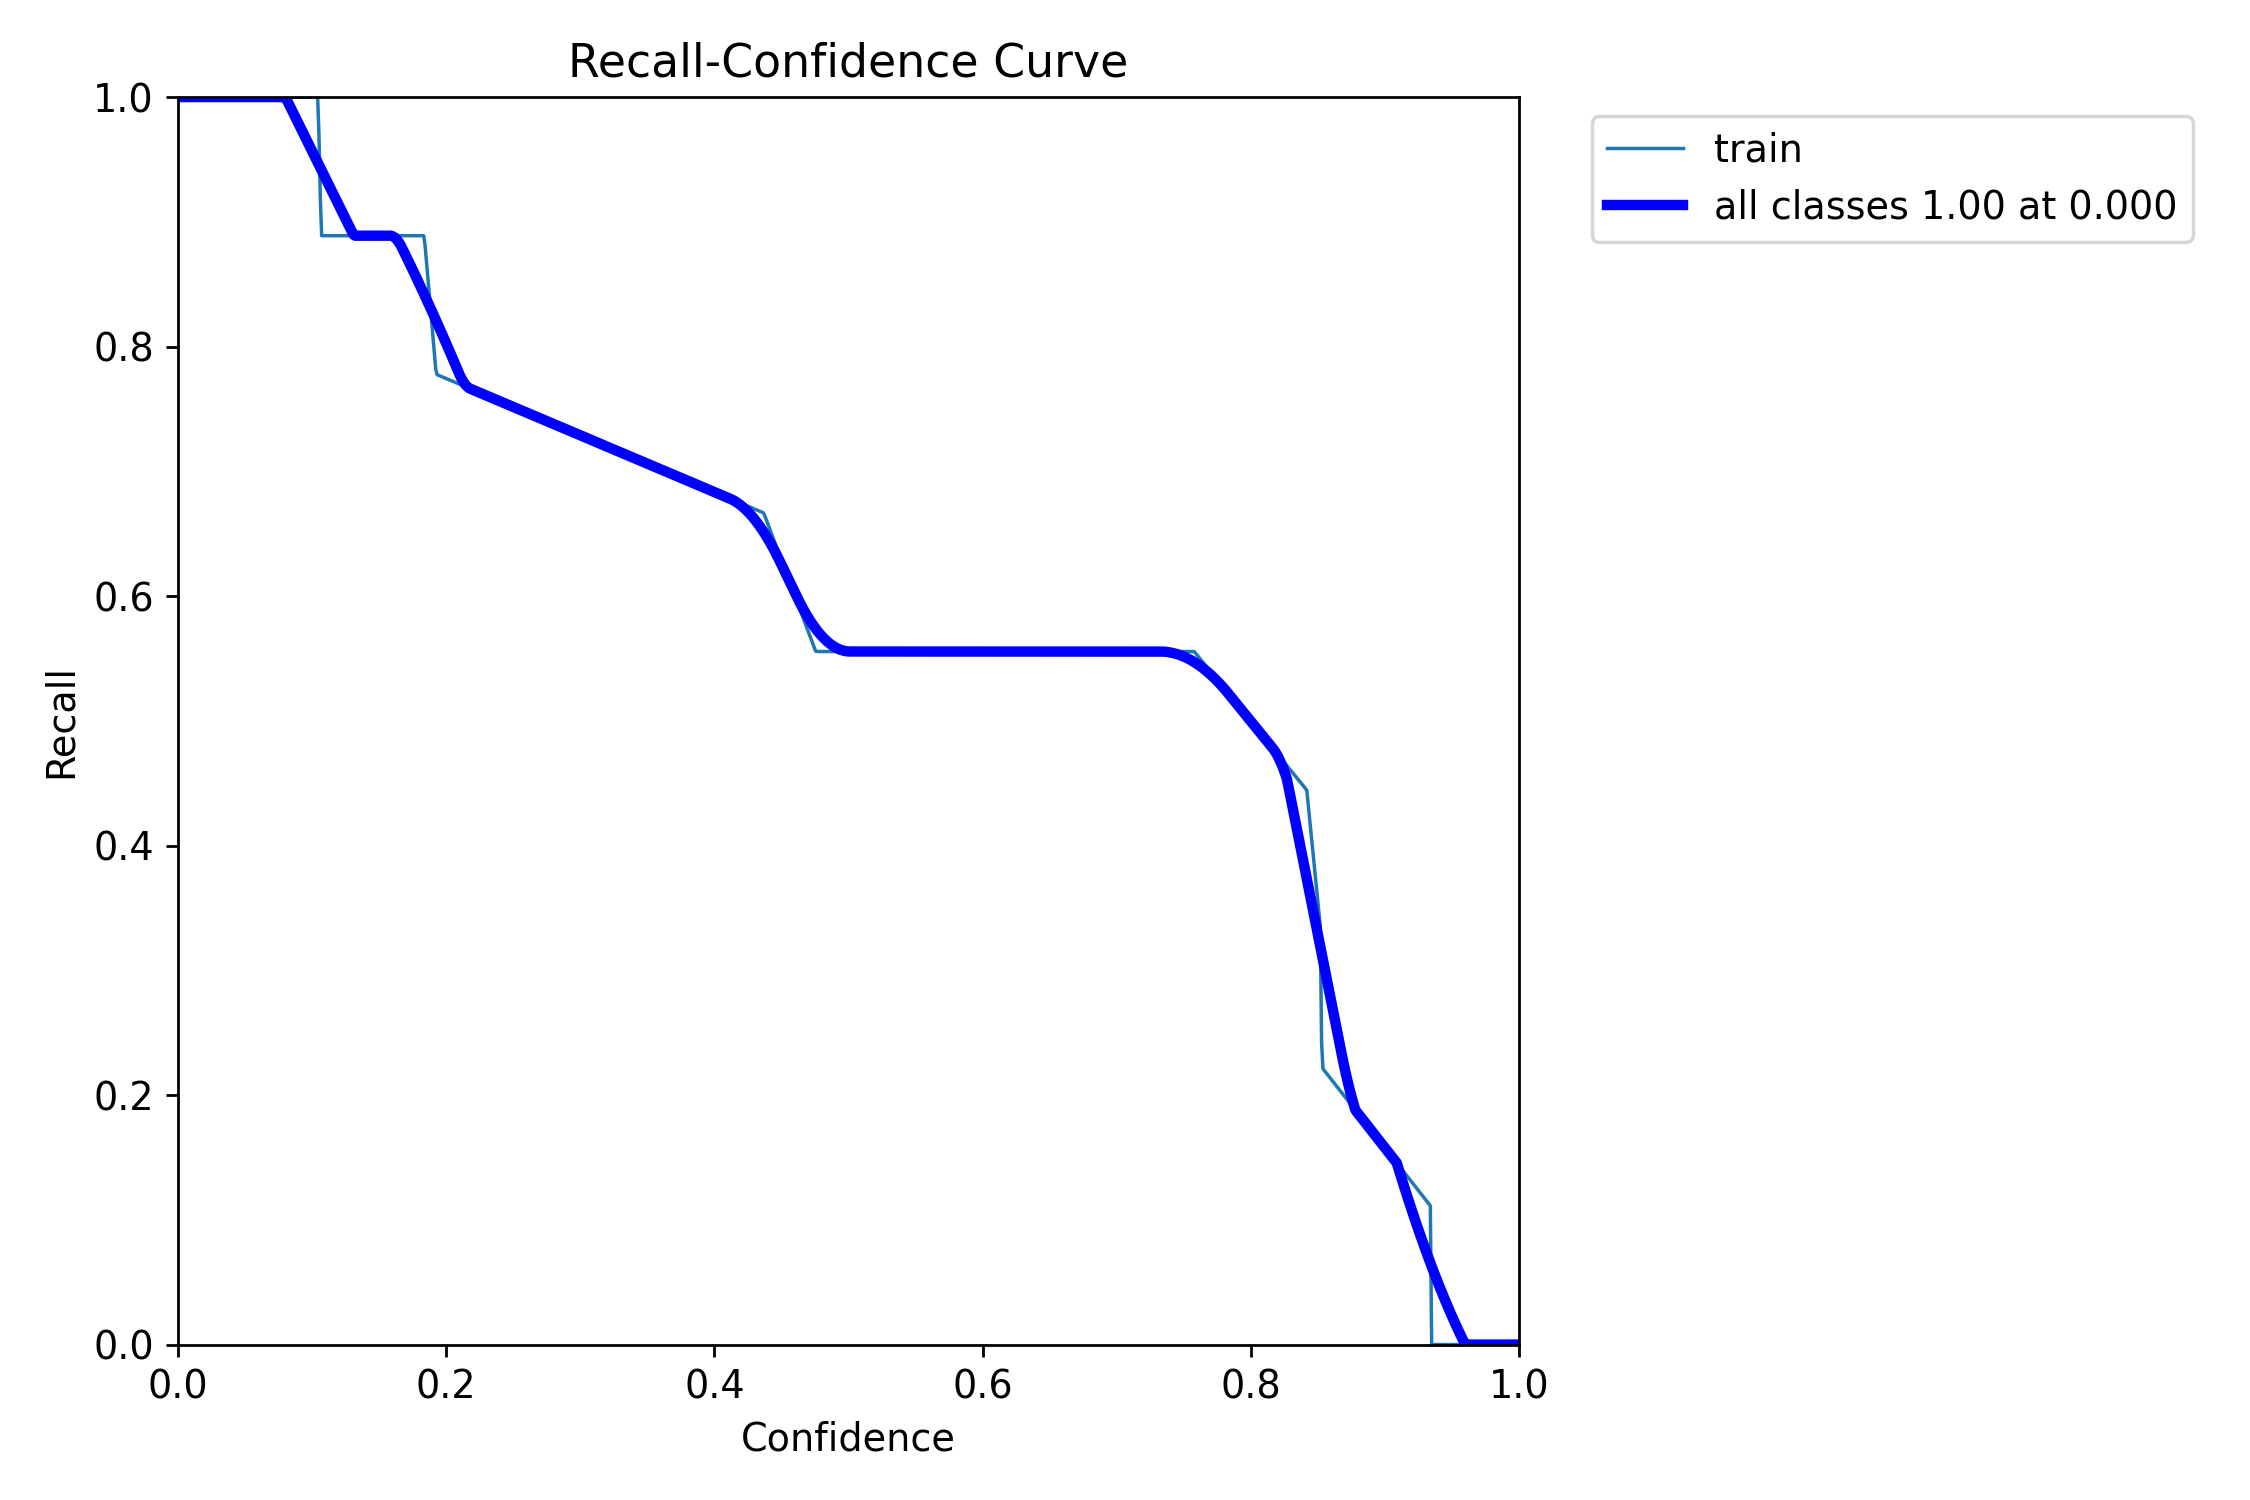 Recall-Confidence Curve
train
all classes 1.00 at 0.000
1.0
0.8
0.6
0.4
0.2
0.0
Recall
0.0 0.2 0.4 0.6 0.8 1.0
Confidence